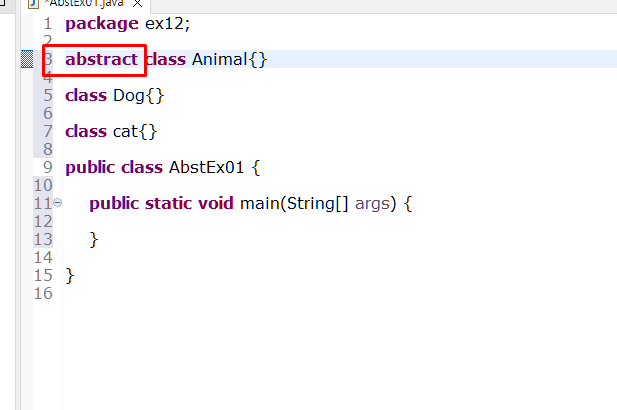 *AbstEx01.java
1 package ex12;
2
3 abstract class Animal{}
4
5 class Dog{}
6
7 class cat{}
8
9 public class AbstEx01 {
10
11 public static void main(String[] args) {
12
13 }
14
15 }
16